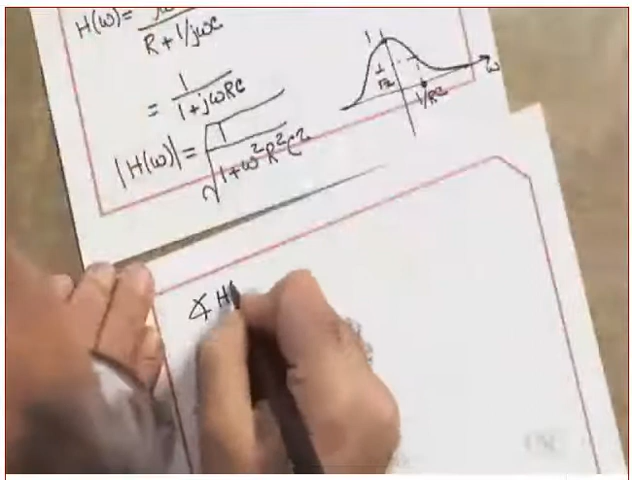 H(ω)=
R+1/jωC
= 1
1+jωRC
|H(ω)|= 1
√1+ω²R²C²
1
1
√2
1/RC
ω
∡ H(